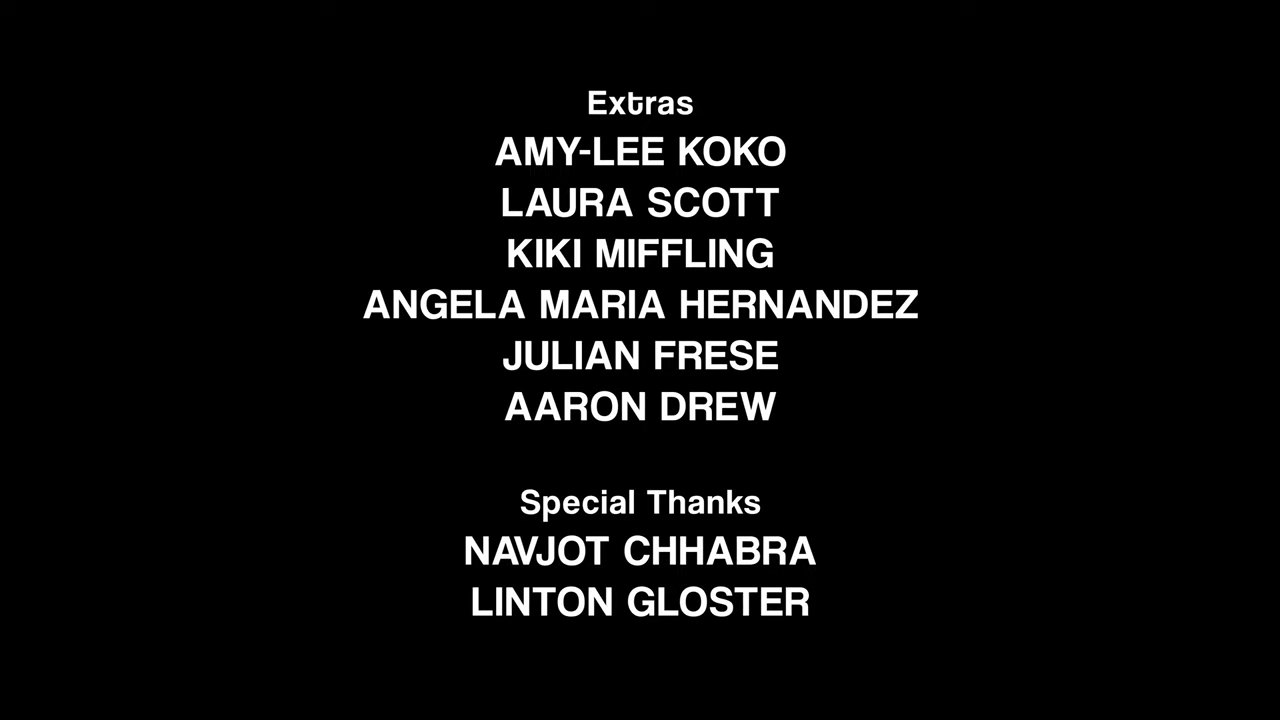 Extras
AMY-LEE KOKO
LAURA SCOTT
KIKI MIFFLING
ANGELA MARIA HERNANDEZ
JULIAN FRESE
AARON DREW
Special Thanks
NAVJOT CHHABRA
LINTON GLOSTER